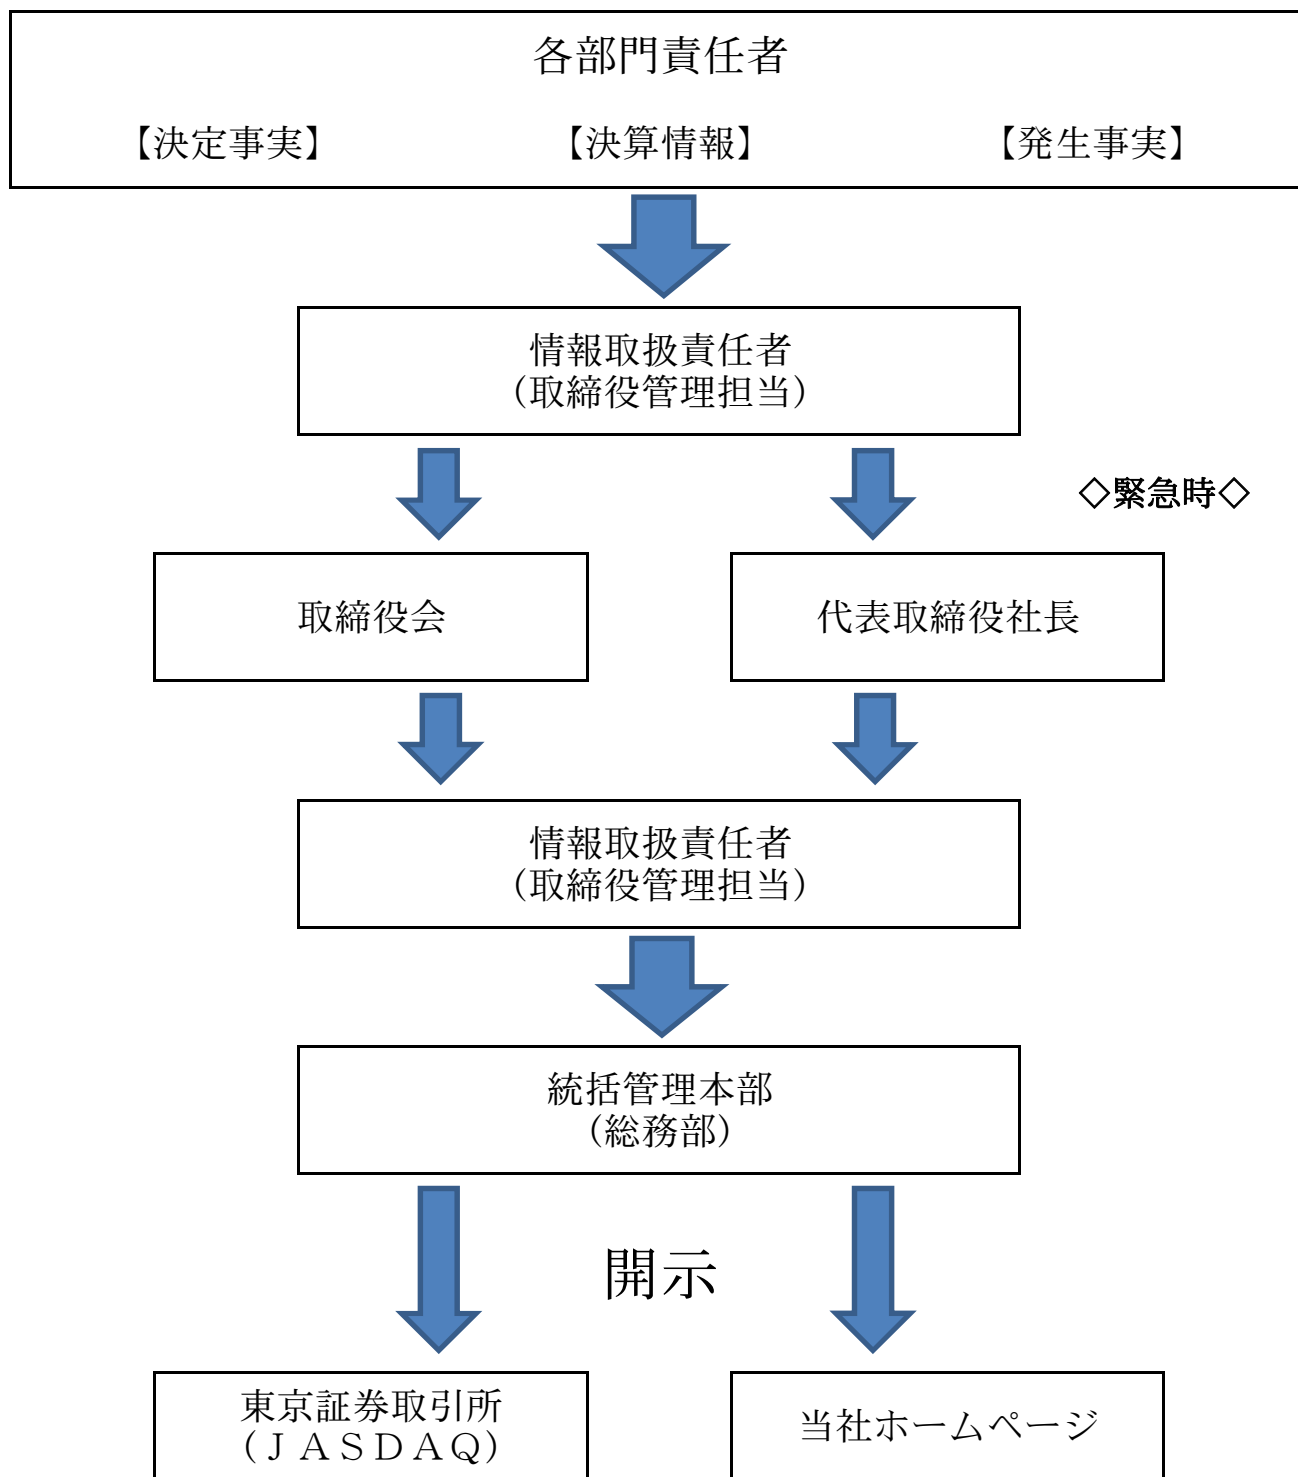 各部門責任者
【決定事実】 【決算情報】 【発生事実】
情報取扱責任者
（取締役管理担当）
◇緊急時◇
取締役会
代表取締役社長
情報取扱責任者
（取締役管理担当）
統括管理本部
（総務部）
開示
東京証券取引所
（ＪＡＳＤＡＱ）
当社ホームページ